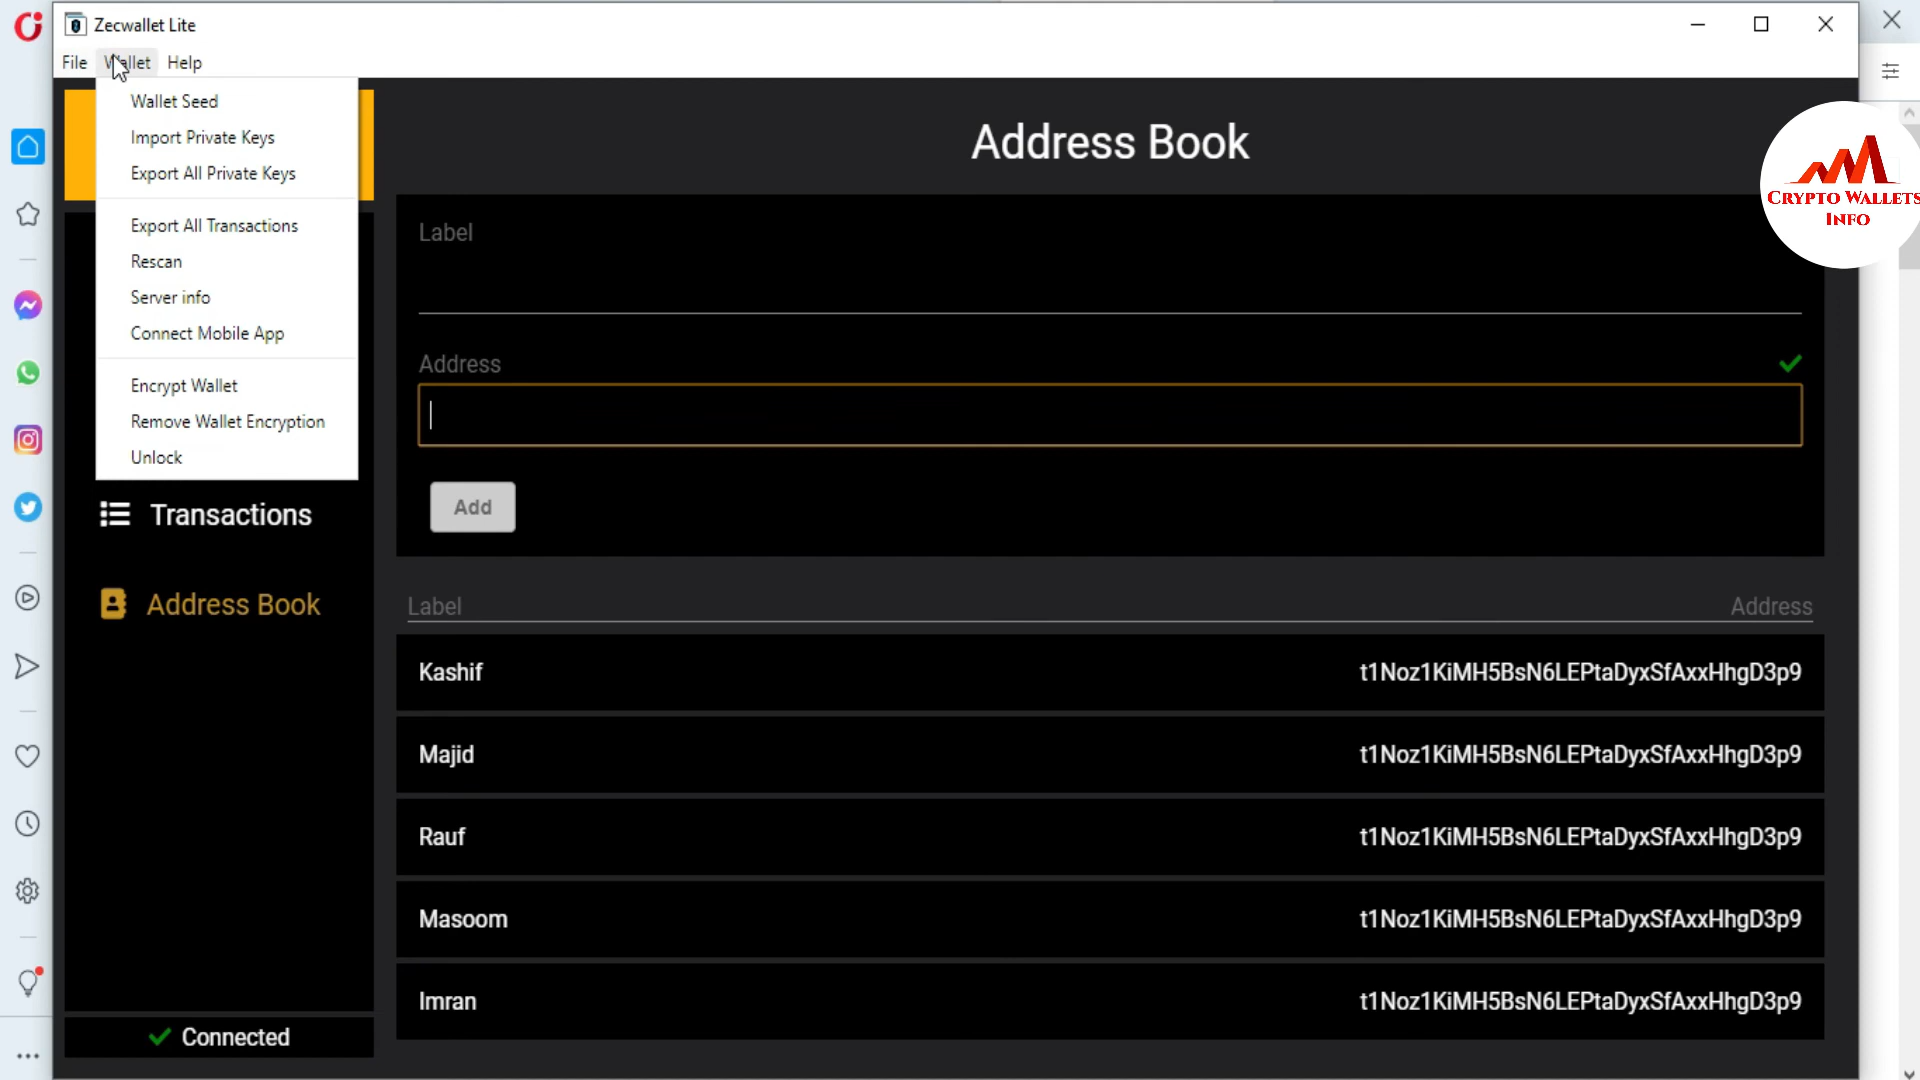 Zecwallet Lite
File Wallet Help
Wallet Seed
Import Private Keys
Export All Private Keys
Export All Transactions
Rescan
Server info
Connect Mobile App
Encrypt Wallet
Remove Wallet Encryption
Unlock
Transactions
Address Book
Connected
Address Book
Label
Address
Add
Label Address
Kashif t1Noz1KiMH5BsN6LEPtaDyxSfAxxHhgD3p9
Majid t1Noz1KiMH5BsN6LEPtaDyxSfAxxHhgD3p9
Rauf t1Noz1KiMH5BsN6LEPtaDyxSfAxxHhgD3p9
Masoom t1Noz1KiMH5BsN6LEPtaDyxSfAxxHhgD3p9
Imran t1Noz1KiMH5BsN6LEPtaDyxSfAxxHhgD3p9
Crypto Wallets
Info